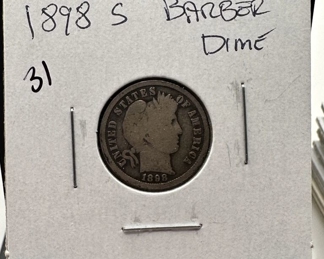 1898 S BARBER
DIME
31
UNITED STATES OF AMERICA
1898